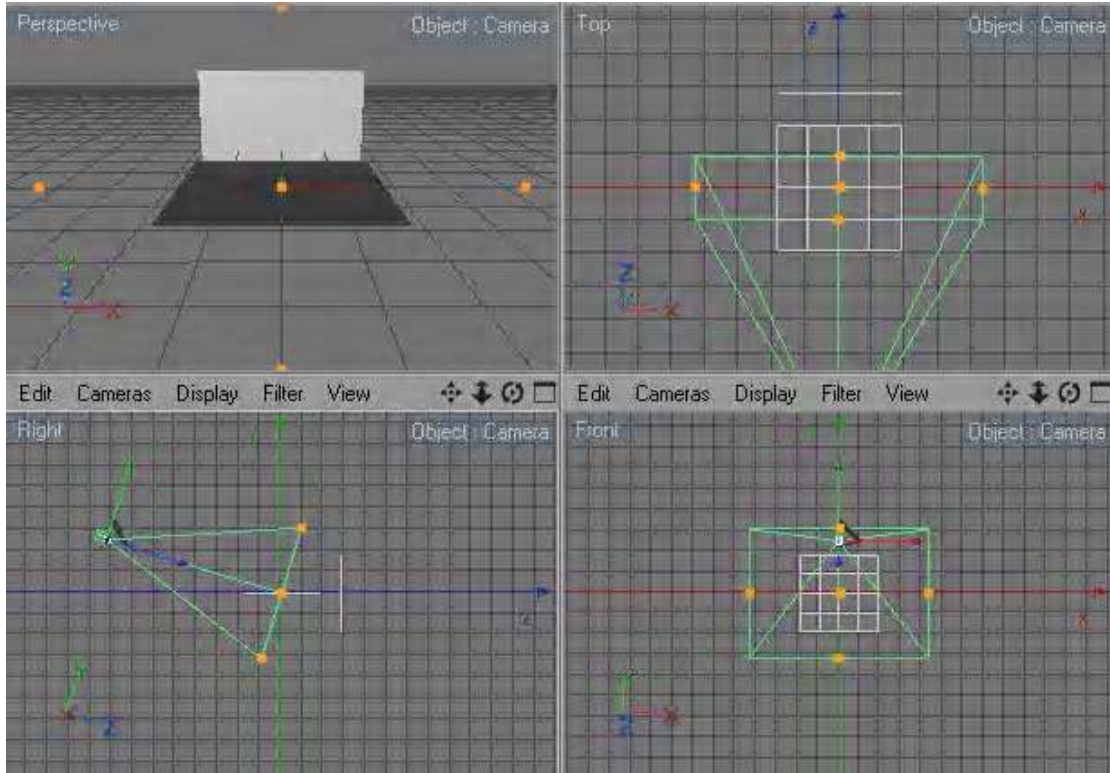 Perspective Object : Camera
Top Object : Camera
Z
X
Y
Z
X
Z
X
Edit Cameras Display Filter View
Edit Cameras Display Filter View
Right Object : Camera
Front Object : Camera
Z
X
Y
X Z
Y
X
Z